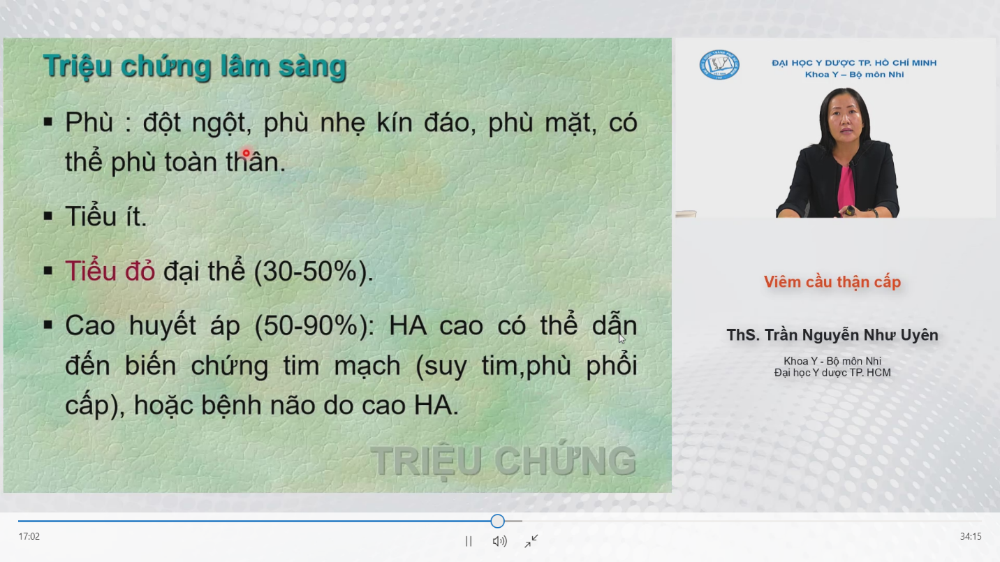 Triệu chứng lâm sàng
▪ Phù : đột ngột, phù nhẹ kín đáo, phù mặt, có
thể phù toàn thân.
▪ Tiểu ít.
▪ Tiểu đỏ đại thể (30-50%).
▪ Cao huyết áp (50-90%): HA cao có thể dẫn
đến biến chứng tim mạch (suy tim,phù phổi
cấp), hoặc bệnh não do cao HA.
TRIỆU CHỨNG
ĐẠI HỌC Y DƯỢC TP. HỒ CHÍ MINH
Khoa Y – Bộ môn Nhi
Viêm cầu thận cấp
ThS. Trần Nguyễn Như Uyên
Khoa Y - Bộ môn Nhi
Đại học Y dược TP. HCM
17:02
34:15